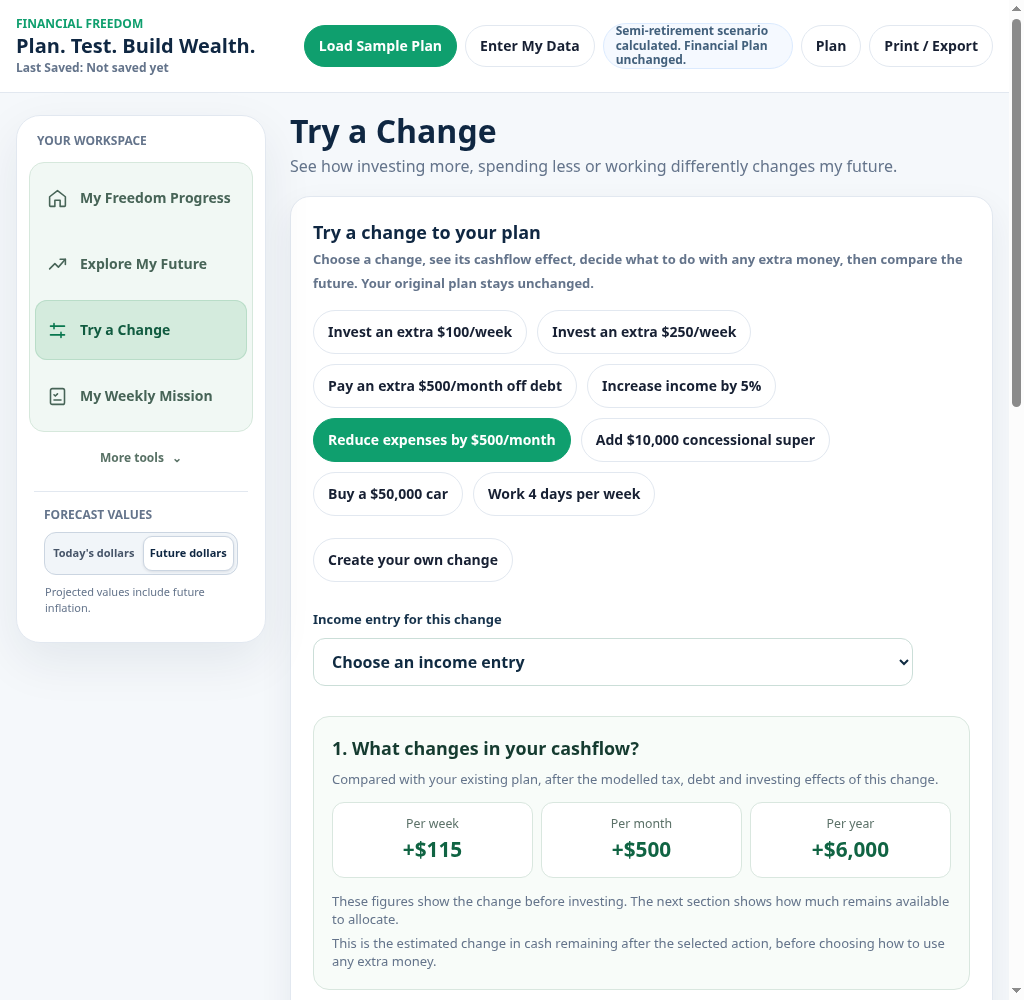 FINANCIAL FREEDOM
Plan. Test. Build Wealth.
Last Saved: Not saved yet
Load Sample Plan
Enter My Data
Semi-retirement scenario
calculated. Financial Plan
unchanged.
Plan
Print / Export
YOUR WORKSPACE
My Freedom Progress
Explore My Future
Try a Change
My Weekly Mission
More tools
FORECAST VALUES
Today's dollars
Future dollars
Projected values include future
inflation.
Try a Change
See how investing more, spending less or working differently changes my future.
Try a change to your plan
Choose a change, see its cashflow effect, decide what to do with any extra money, then compare the
future. Your original plan stays unchanged.
Invest an extra $100/week
Invest an extra $250/week
Pay an extra $500/month off debt
Increase income by 5%
Reduce expenses by $500/month
Add $10,000 concessional super
Buy a $50,000 car
Work 4 days per week
Create your own change
Income entry for this change
Choose an income entry
1. What changes in your cashflow?
Compared with your existing plan, after the modelled tax, debt and investing effects of this change.
Per week
+$115
Per month
+$500
Per year
+$6,000
These figures show the change before investing. The next section shows how much remains available
to allocate.
This is the estimated change in cash remaining after the selected action, before choosing how to use
any extra money.